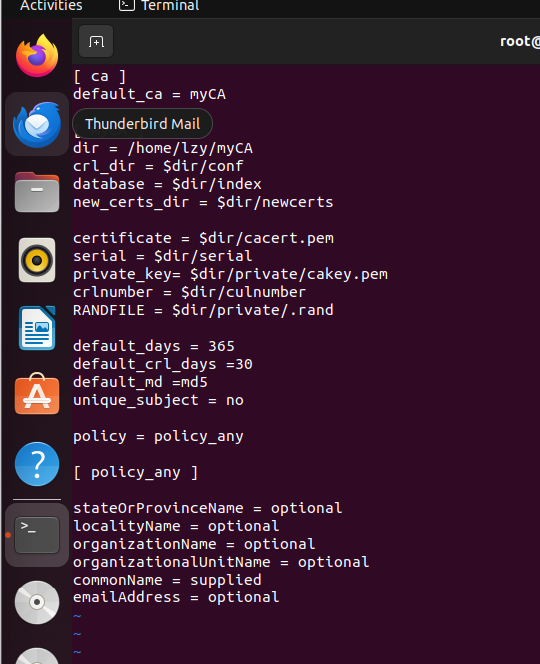 Activities
Terminal
root@
[ ca ]
default_ca = myCA
Thunderbird Mail
dir = /home/lzy/myCA
crl_dir = $dir/conf
database = $dir/index
new_certs_dir = $dir/newcerts
certificate = $dir/cacert.pem
serial = $dir/serial
private_key= $dir/private/cakey.pem
crlnumber = $dir/culnumber
RANDFILE = $dir/private/.rand
default_days = 365
default_crl_days =30
default_md =md5
unique_subject = no
policy = policy_any
[ policy_any ]
stateOrProvinceName = optional
localityName = optional
organizationName = optional
organizationalUnitName = optional
commonName = supplied
emailAddress = optional
~
~
~